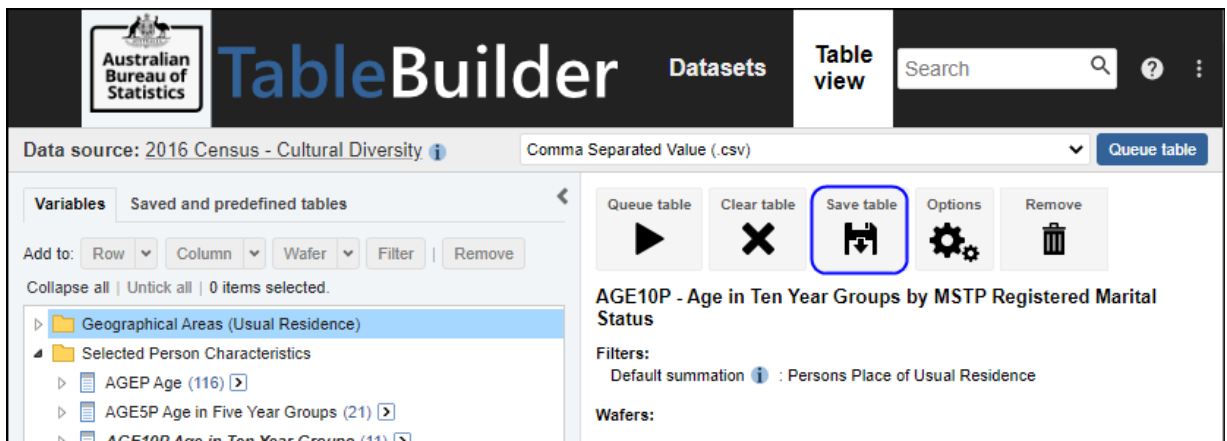 Australian
Bureau of
Statistics
TableBuilder
Datasets
Table
view
Search
Data source: 2016 Census - Cultural Diversity
Comma Separated Value (.csv)
Queue table
Variables
Saved and predefined tables
Add to: Row Column Wafer Filter | Remove
Collapse all | Untick all | 0 items selected.
Geographical Areas (Usual Residence)
Selected Person Characteristics
AGEP Age (116)
AGE5P Age in Five Year Groups (21)
AGE10P Age in Ten Year Groups (11)
Queue table
Clear table
Save table
Options
Remove
AGE10P - Age in Ten Year Groups by MSTP Registered Marital
Status
Filters:
Default summation : Persons Place of Usual Residence
Wafers: